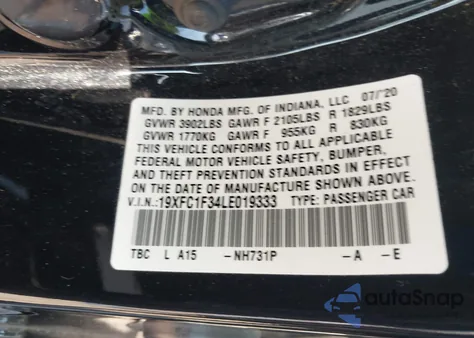 MFD. BY HONDA MFG. OF INDIANA, LLC 07/'20
GVWR 3902LBS GAWR F 2105LBS R 1829LBS
GVWR 1770KG GAWR F 955KG R 830KG
THIS VEHICLE CONFORMS TO ALL APPLICABLE
FEDERAL MOTOR VEHICLE SAFETY, BUMPER,
AND THEFT PREVENTION STANDARDS IN EFFECT
ON THE DATE OF MANUFACTURE SHOWN ABOVE.
V.I.N.:19XFC1F34LE019333 TYPE: PASSENGER CAR
TBC L A15 -NH731P -A -E
autoSnap